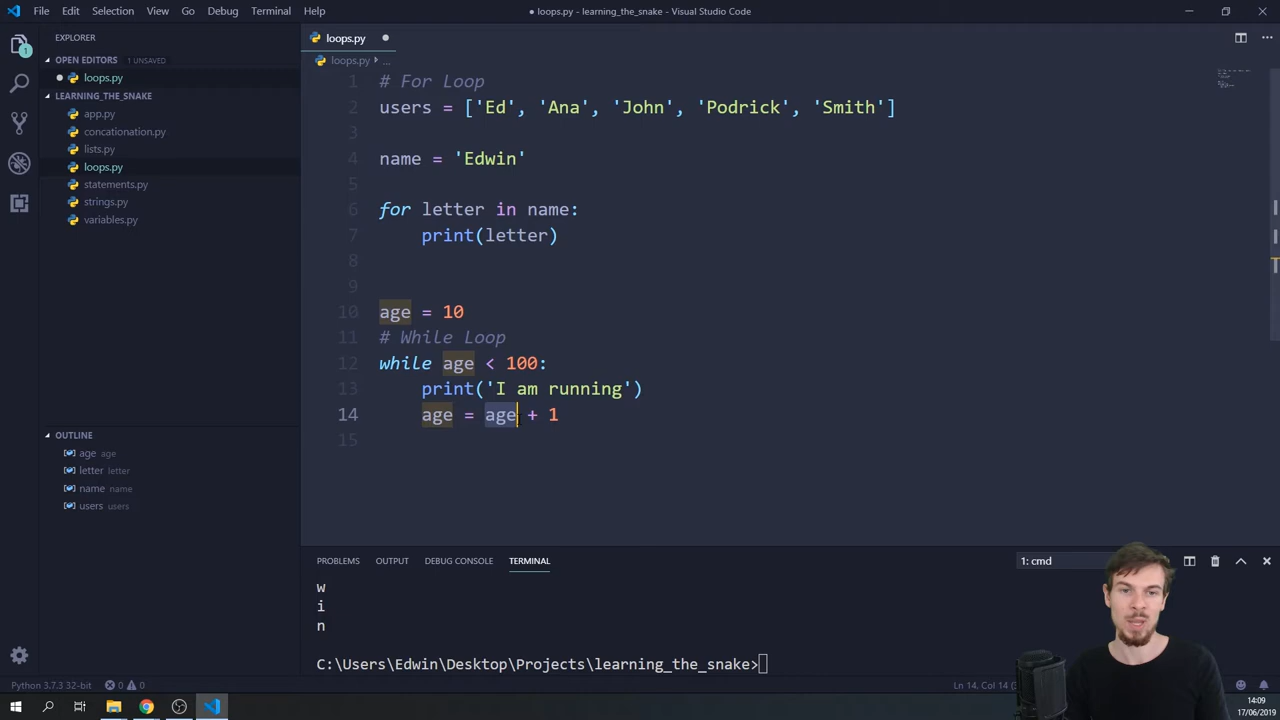 File Edit Selection View Go Debug Terminal Help
● loops.py - learning_the_snake - Visual Studio Code
EXPLORER
OPEN EDITORS 1 UNSAVED
loops.py
LEARNING_THE_SNAKE
app.py
concationation.py
lists.py
loops.py
statements.py
strings.py
variables.py
OUTLINE
age age
letter letter
name name
users users
loops.py
loops.py › ...
1 # For Loop
2 users = ['Ed', 'Ana', 'John', 'Podrick', 'Smith']
3
4 name = 'Edwin'
5
6 for letter in name:
7 print(letter)
8
9
10 age = 10
11 # While Loop
12 while age < 100:
13 print('I am running')
14 age = age + 1
15
PROBLEMS OUTPUT DEBUG CONSOLE TERMINAL
1: cmd
w
i
n
C:\Users\Edwin\Desktop\Projects\learning_the_snake>
1
Python 3.7.3 32-bit 0 0
Ln 14, Col 14 (3
14:09
17/06/2019